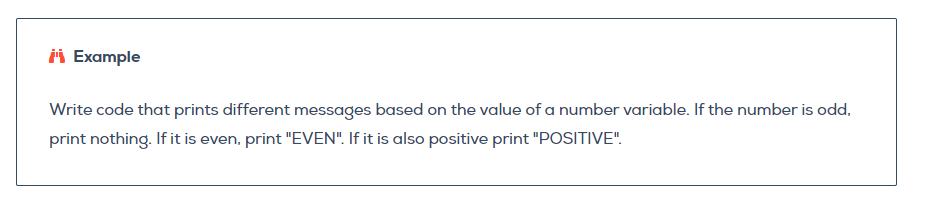 Example
Write code that prints different messages based on the value of a number variable. If the number is odd,
print nothing. If it is even, print "EVEN". If it is also positive print "POSITIVE".